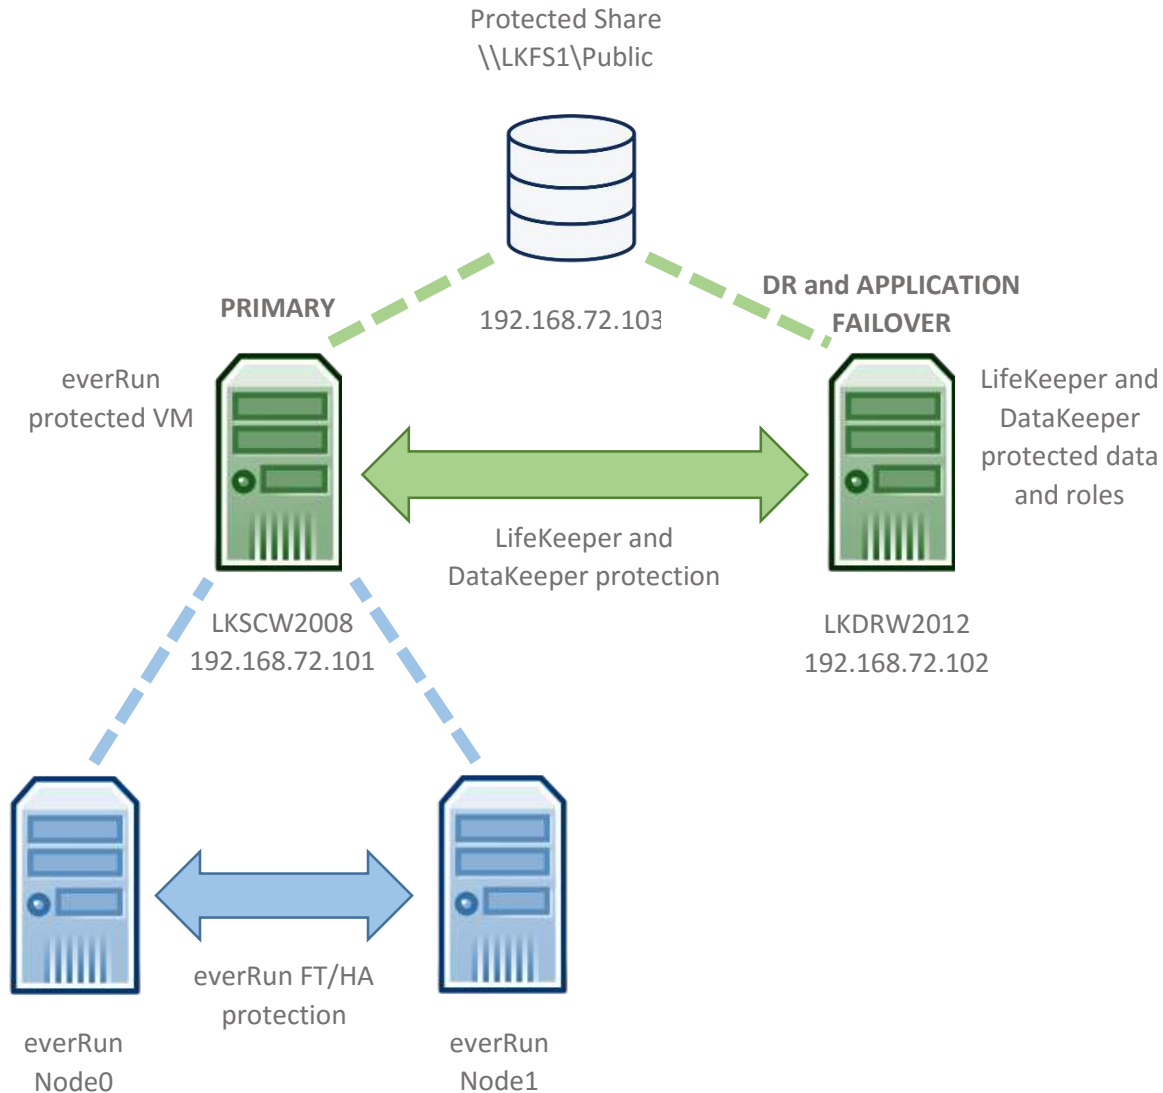 Protected Share
\\LKFS1\Public
192.168.72.103
PRIMARY
DR and APPLICATION
FAILOVER
everRun
protected VM
LifeKeeper and
DataKeeper
protected data
and roles
LifeKeeper and
DataKeeper protection
LKSCW2008
192.168.72.101
LKDRW2012
192.168.72.102
everRun FT/HA
protection
everRun
Node0
everRun
Node1